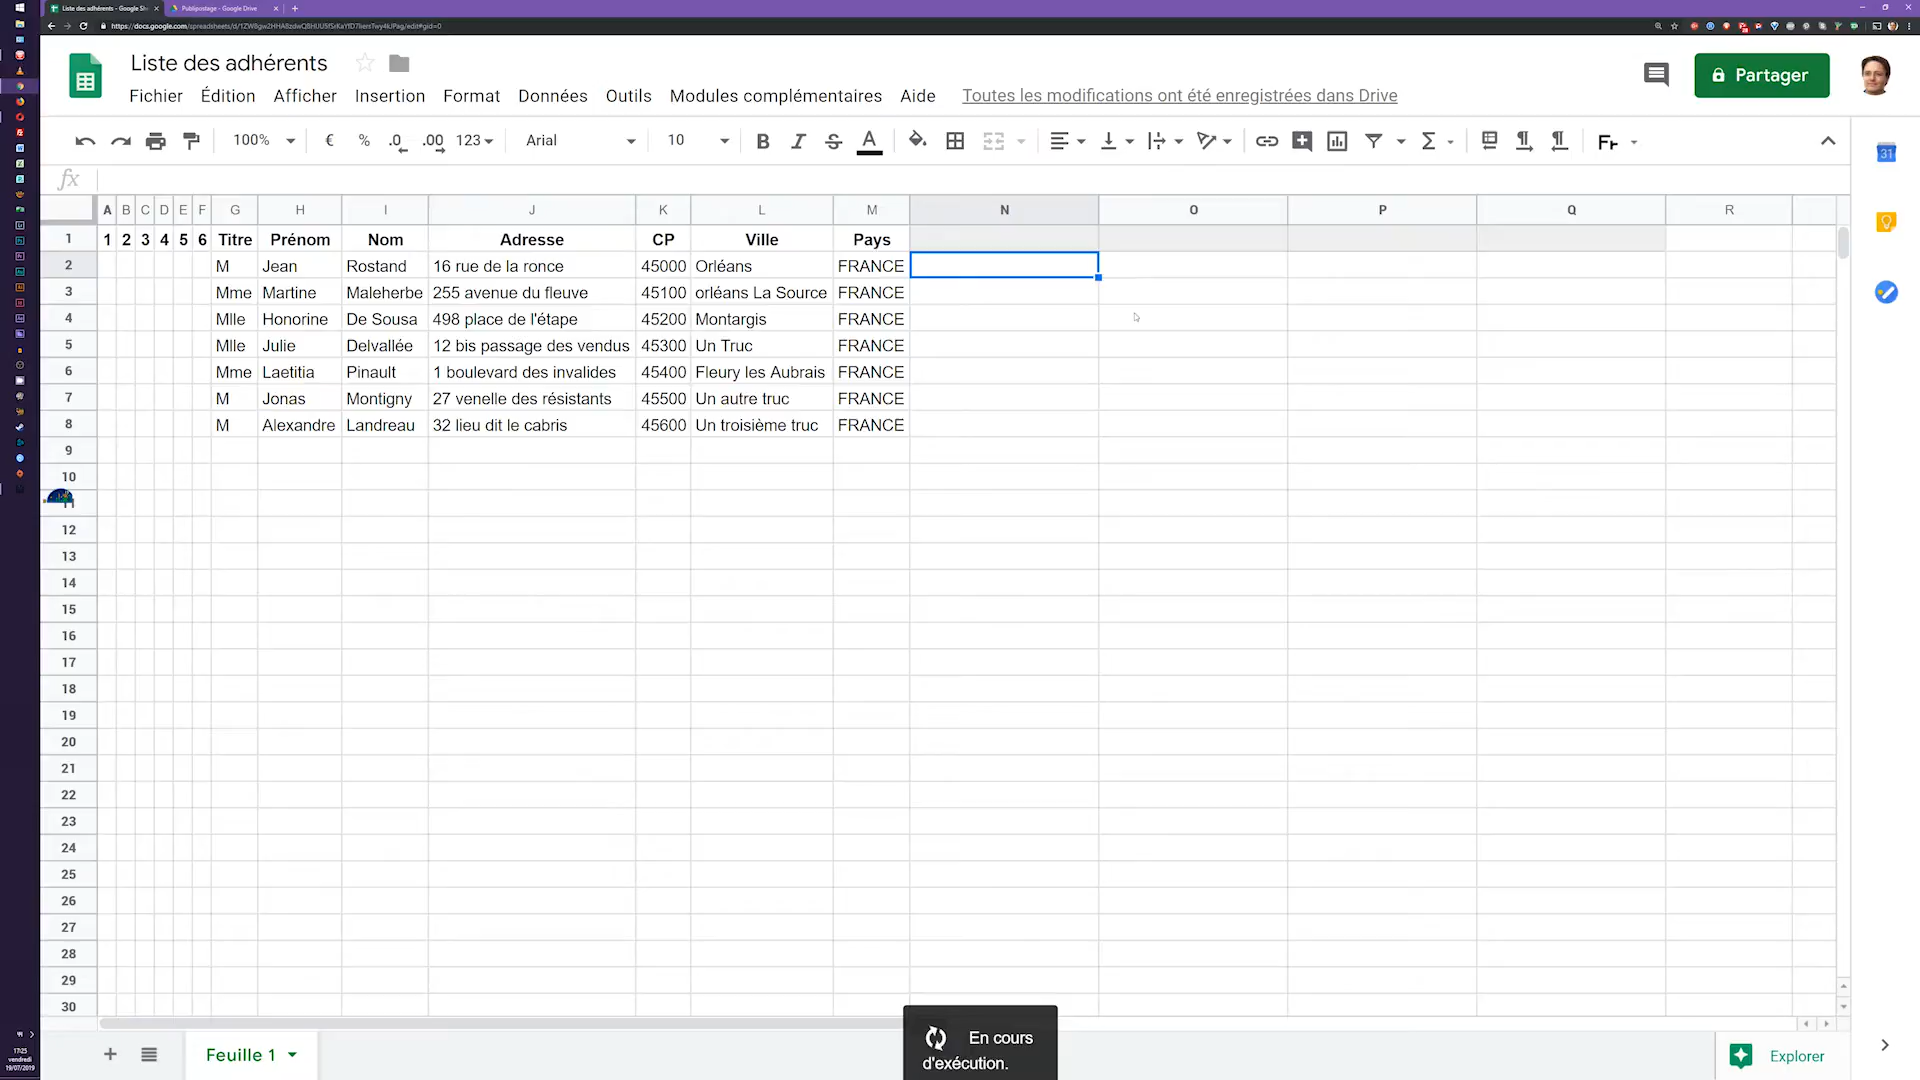 Liste des adhérents - Google Sh
Publipostage - Google Drive
Liste des adhérents
Partager
Fichier Édition Afficher Insertion Format Données Outils Modules complémentaires Aide Toutes les modifications ont été enregistrées dans Drive
100% € % .0 .00 123 Arial 10 B I S A Fr
fx
A B C D E F G H I J K L M N O P Q R
1 1 2 3 4 5 6 Titre Prénom Nom Adresse CP Ville Pays
2 M Jean Rostand 16 rue de la ronce 45000 Orléans FRANCE
3 Mme Martine Maleherbe 255 avenue du fleuve 45100 orléans La Source FRANCE
4 Mlle Honorine De Sousa 498 place de l'étape 45200 Montargis FRANCE
5 Mlle Julie Delvallée 12 bis passage des vendus 45300 Un Truc FRANCE
6 Mme Laetitia Pinault 1 boulevard des invalides 45400 Fleury les Aubrais FRANCE
7 M Jonas Montigny 27 venelle des résistants 45500 Un autre truc FRANCE
8 M Alexandre Landreau 32 lieu dit le cabris 45600 Un troisième truc FRANCE
9
10
11
12
13
14
15
16
17
18
19
20
21
22
23
24
25
26
27
28
29
30
En cours
d'exécution.
Feuille 1
Explorer
31
17:25
vendredi
19/07/2019